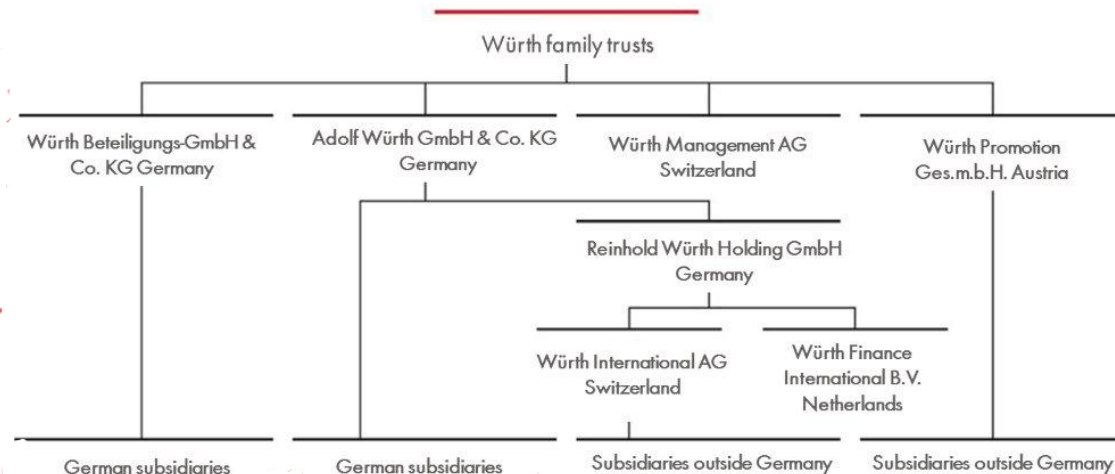 Würth family trusts
Würth Beteiligungs-GmbH &
Co. KG Germany
Adolf Würth GmbH & Co. KG
Germany
Würth Management AG
Switzerland
Würth Promotion
Ges.m.b.H. Austria
Reinhold Würth Holding GmbH
Germany
Würth International AG
Switzerland
Würth Finance
International B.V.
Netherlands
German subsidiaries
German subsidiaries
Subsidiaries outside Germany
Subsidiaries outside Germany